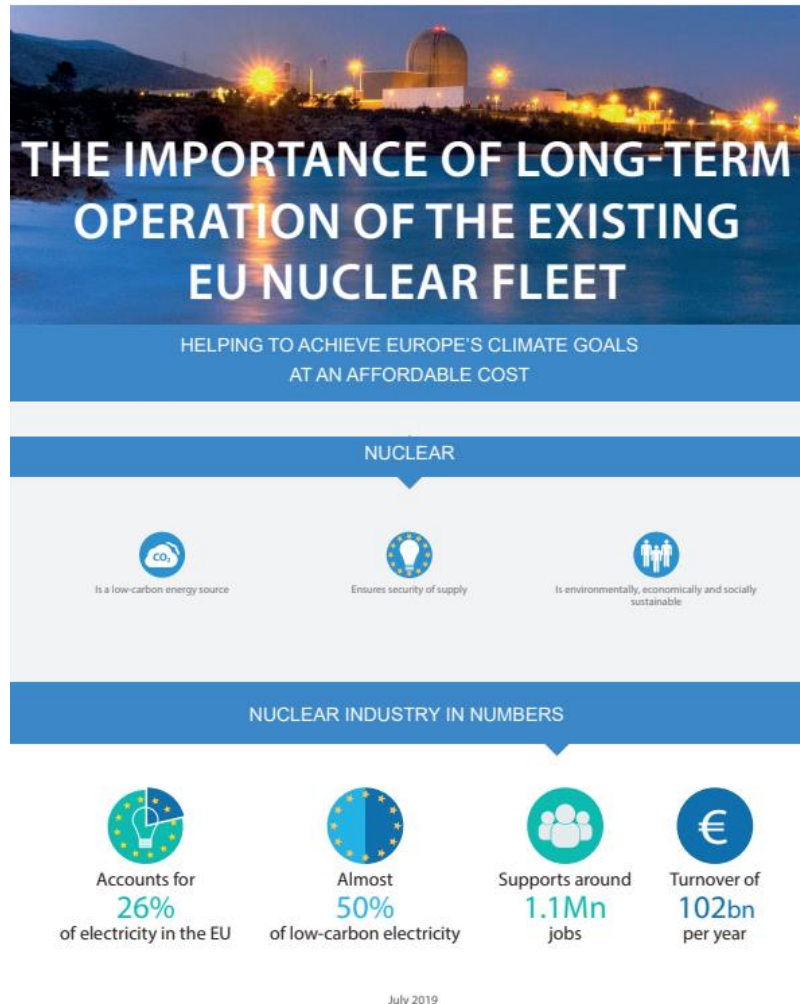 THE IMPORTANCE OF LONG-TERM
OPERATION OF THE EXISTING
EU NUCLEAR FLEET
HELPING TO ACHIEVE EUROPE'S CLIMATE GOALS
AT AN AFFORDABLE COST
NUCLEAR
CO₂
Is a low-carbon energy source
Ensures security of supply
Is environmentally, economically and socially
sustainable
NUCLEAR INDUSTRY IN NUMBERS
Accounts for
26%
of electricity in the EU
Almost
50%
of low-carbon electricity
Supports around
1.1Mn
jobs
€
Turnover of
102bn
per year
July 2019